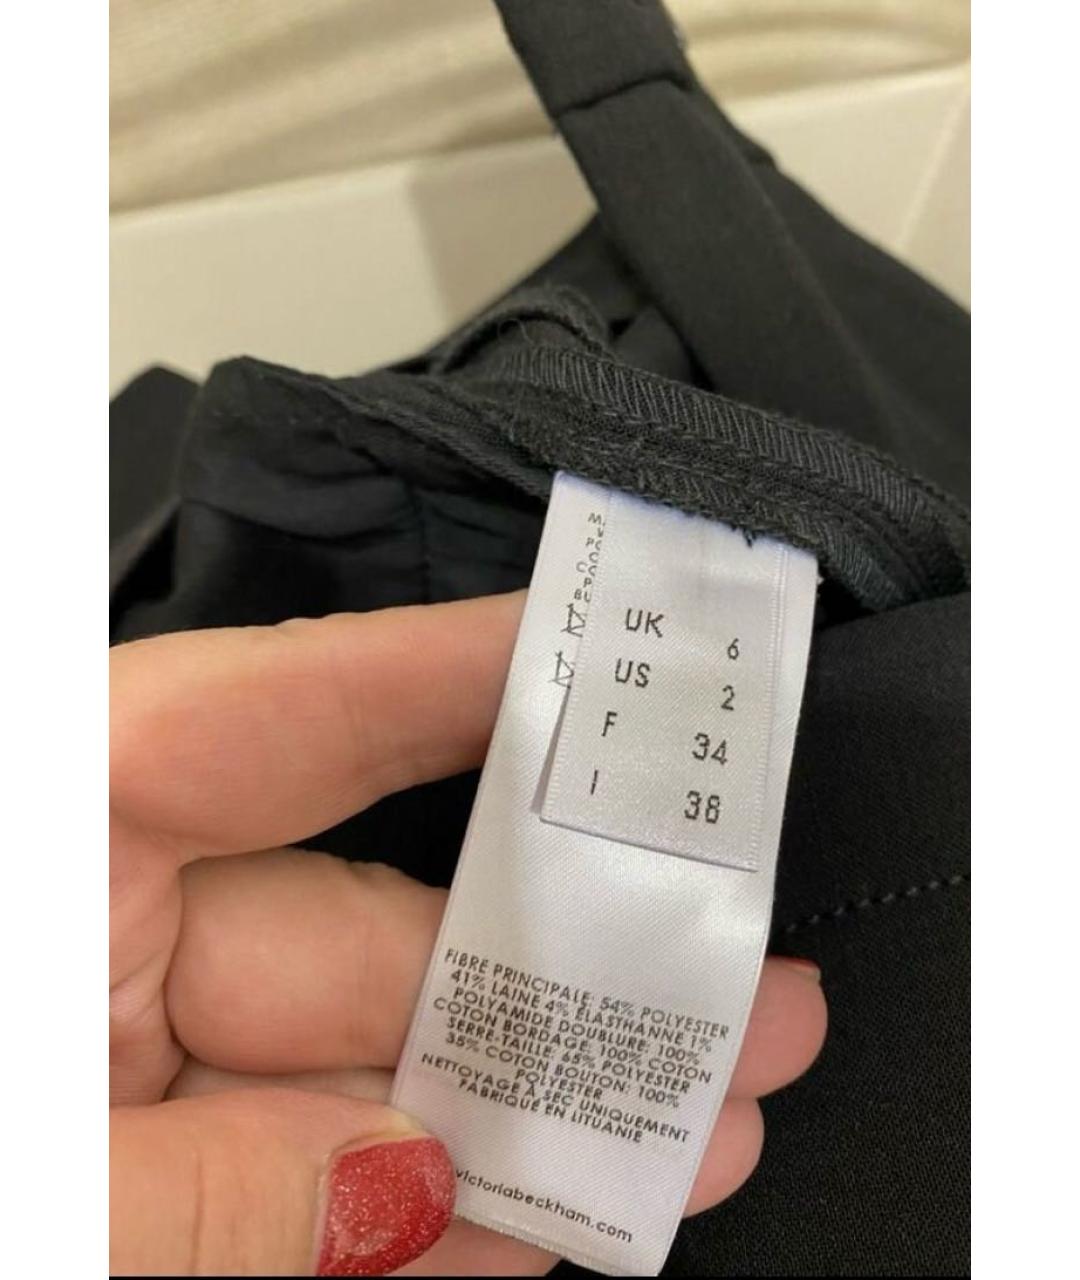 UK 6
US 2
F 34
I 38
FIBRE PRINCIPALE: 54% POLYESTER
41% LAINE 4% ELASTHANNE 1%
POLYAMIDE DOUBLURE: 100%
COTON BORDAGE: 100% COTON
SERRE-TAILLE: 65% POLYESTER
35% COTON BOUTON: 100%
POLYESTER
NETTOYAGE À SEC UNIQUEMENT
FABRIQUÉ EN LITUANIE
victoriabeckham.com